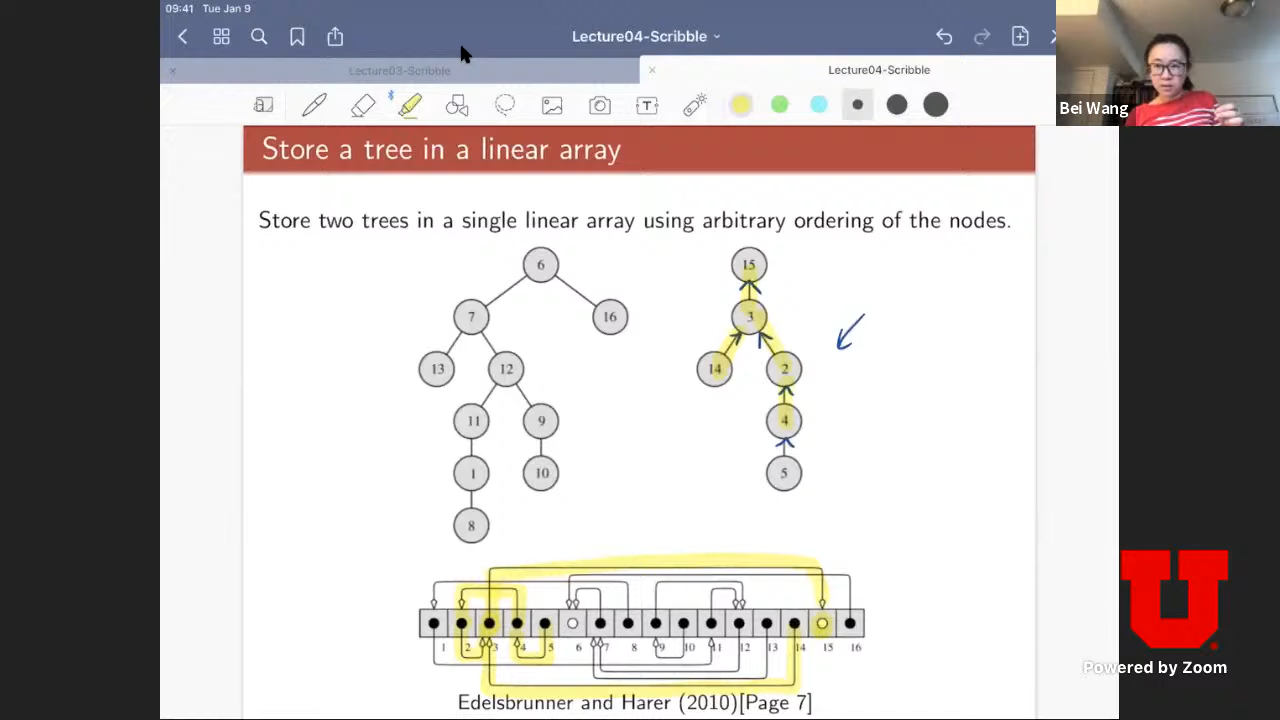 09:41 Tue Jan 9
Lecture04-Scribble
Lecture03-Scribble
Lecture04-Scribble
T
Bei Wang
Store a tree in a linear array
Store two trees in a single linear array using arbitrary ordering of the nodes.
6
15
7
16
3
13
12
14
2
11
9
4
1
10
5
8
1 2 3 4 5 6 7 8 9 10 11 12 13 14 15 16
Edelsbrunner and Harer (2010)[Page 7]
U
Powered by Zoom